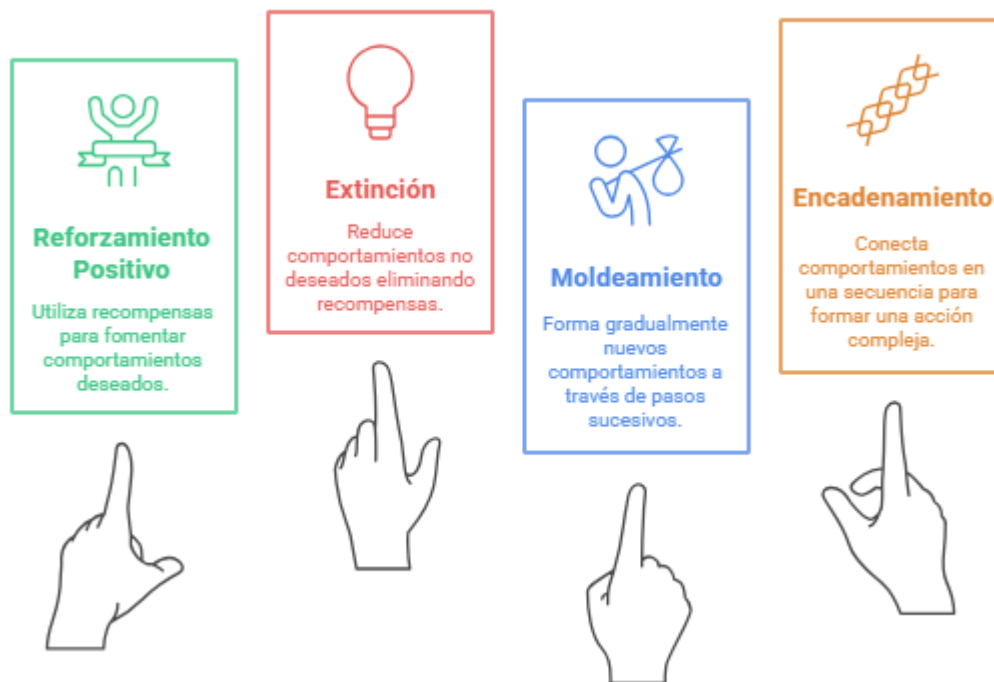 Reforzamiento
Positivo
Utiliza recompensas
para fomentar
comportamientos
deseados.
Extinción
Reduce
comportamientos no
deseados eliminando
recompensas.
Moldeamiento
Forma gradualmente
nuevos
comportamientos a
través de pasos
sucesivos.
Encadenamiento
Conecta
comportamientos en
una secuencia para
formar una acción
compleja.